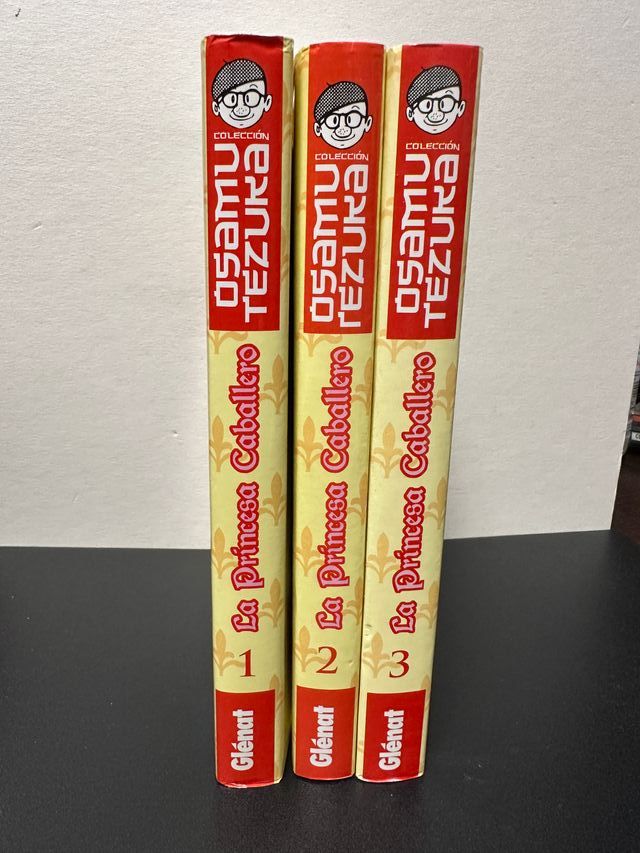 COLECCIÓN
OSAMU
TEZUKA
La Princesa Caballero
1
Glénat
COLECCIÓN
OSAMU
TEZUKA
La Princesa Caballero
2
Glénat
COLECCIÓN
OSAMU
TEZUKA
La Princesa Caballero
3
Glénat